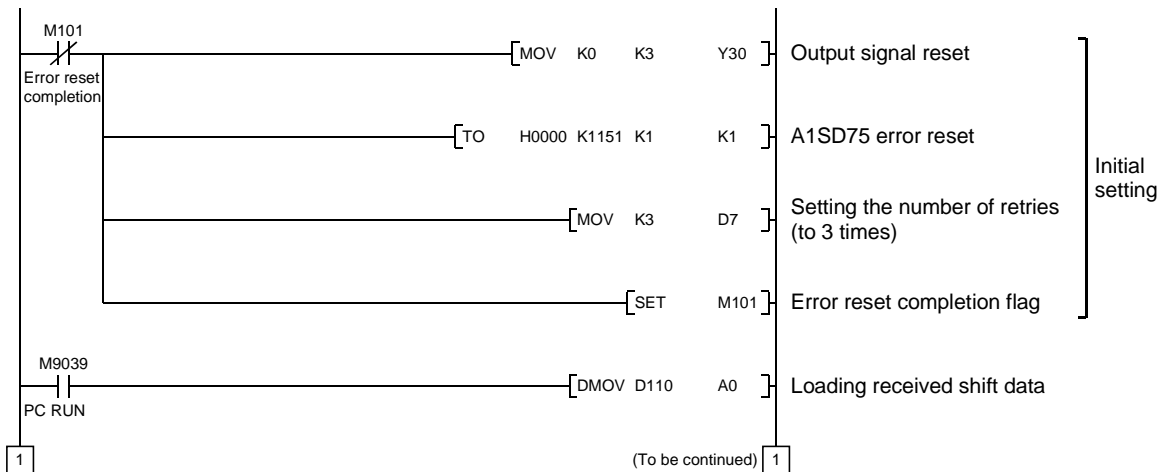 M101
MOV K0 K3 Y30 Output signal reset
Error reset
completion
TO H0000 K1151 K1 K1 A1SD75 error reset
Initial
setting
MOV K3 D7 Setting the number of retries
(to 3 times)
SET M101 Error reset completion flag
M9039
DMOV D110 A0 Loading received shift data
PC RUN
1 (To be continued) 1